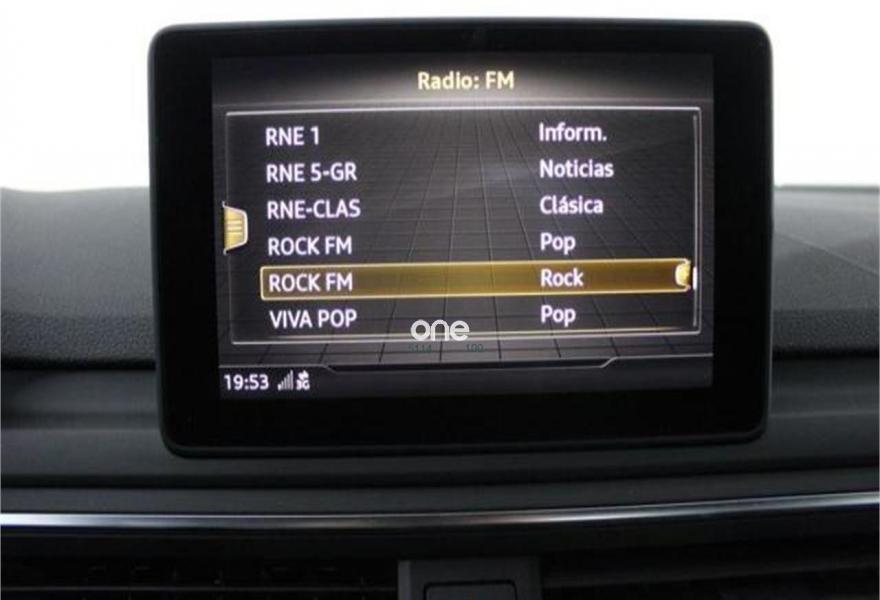 Radio: FM
RNE 1 Inform.
RNE 5-GR Noticias
RNE-CLAS Clásica
ROCK FM Pop
ROCK FM Rock
VIVA POP Pop
one
19:53